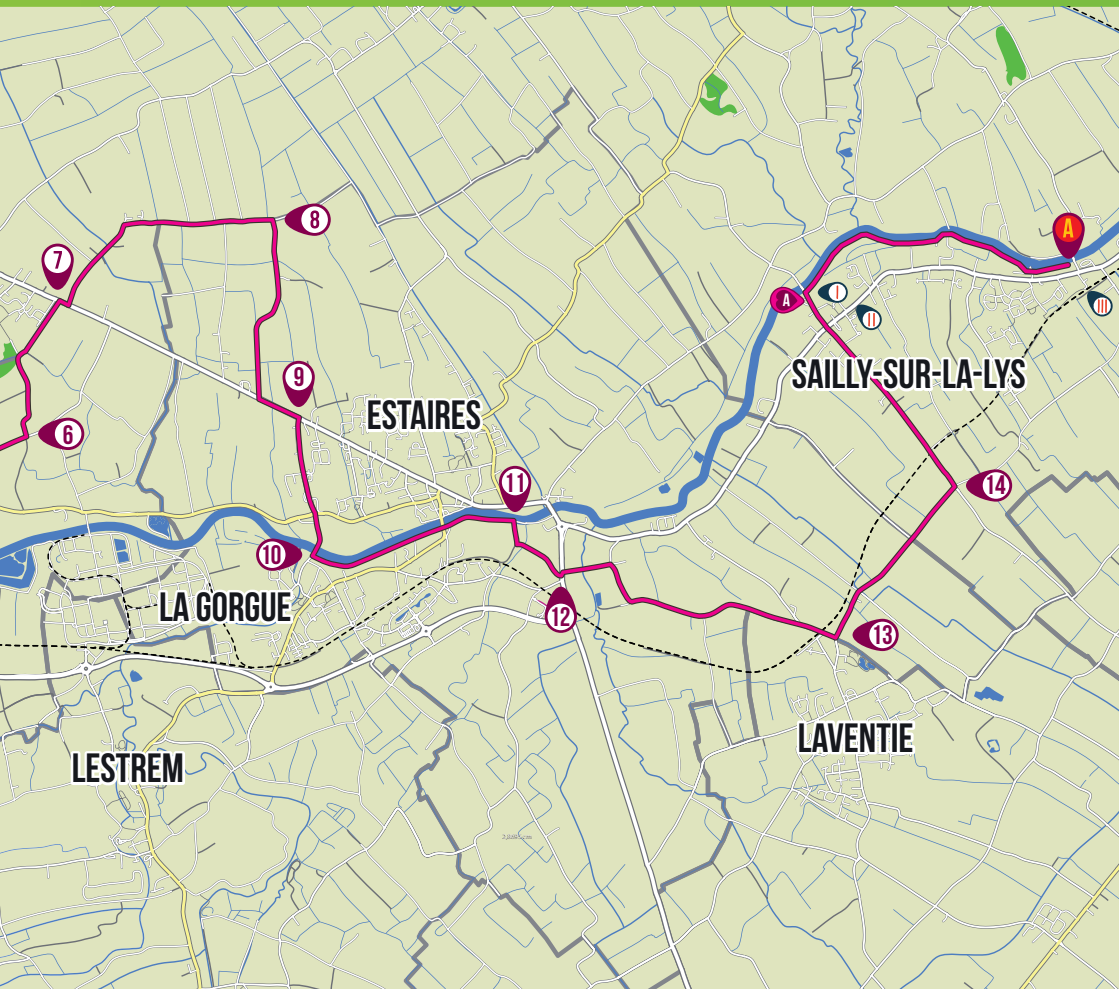 A
8
7
A
I
II
III
SAILLY-SUR-LA-LYS
9
ESTAIRES
6
11
14
10
LA GORGUE
12
13
LAVENTIE
LESTREM